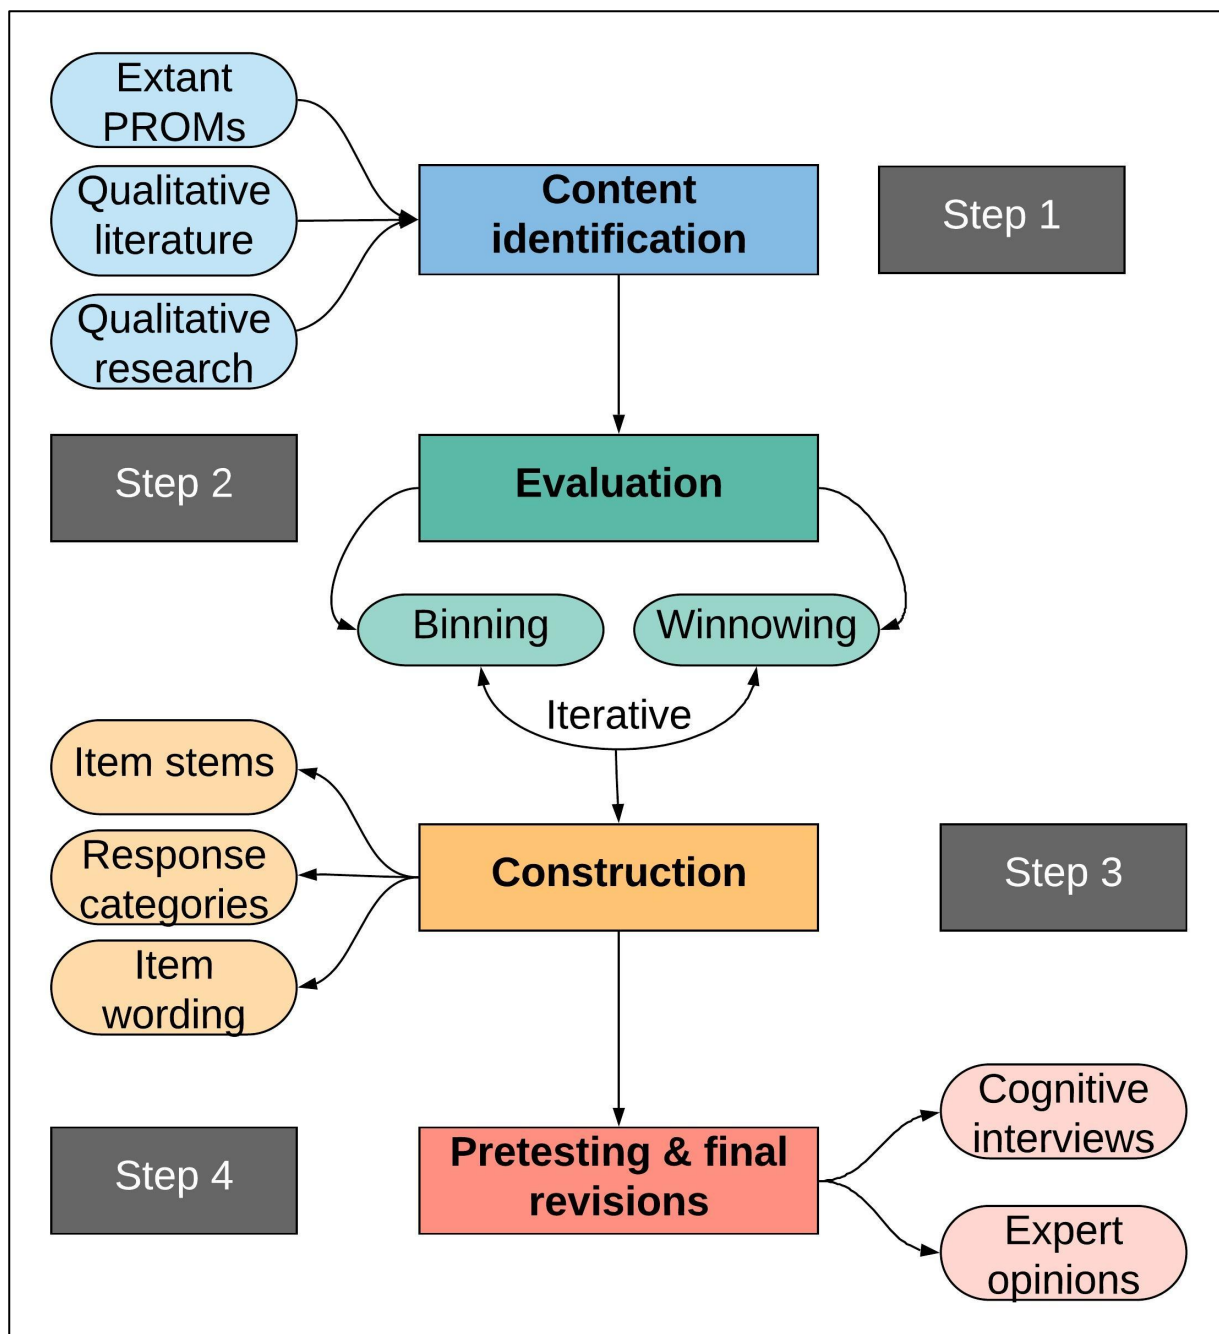 Extant
PROMs
Qualitative
literature
Qualitative
research
Content
identification
Step 1
Step 2
Evaluation
Binning
Winnowing
Iterative
Item stems
Response
categories
Item
wording
Construction
Step 3
Step 4
Pretesting & final
revisions
Cognitive
interviews
Expert
opinions